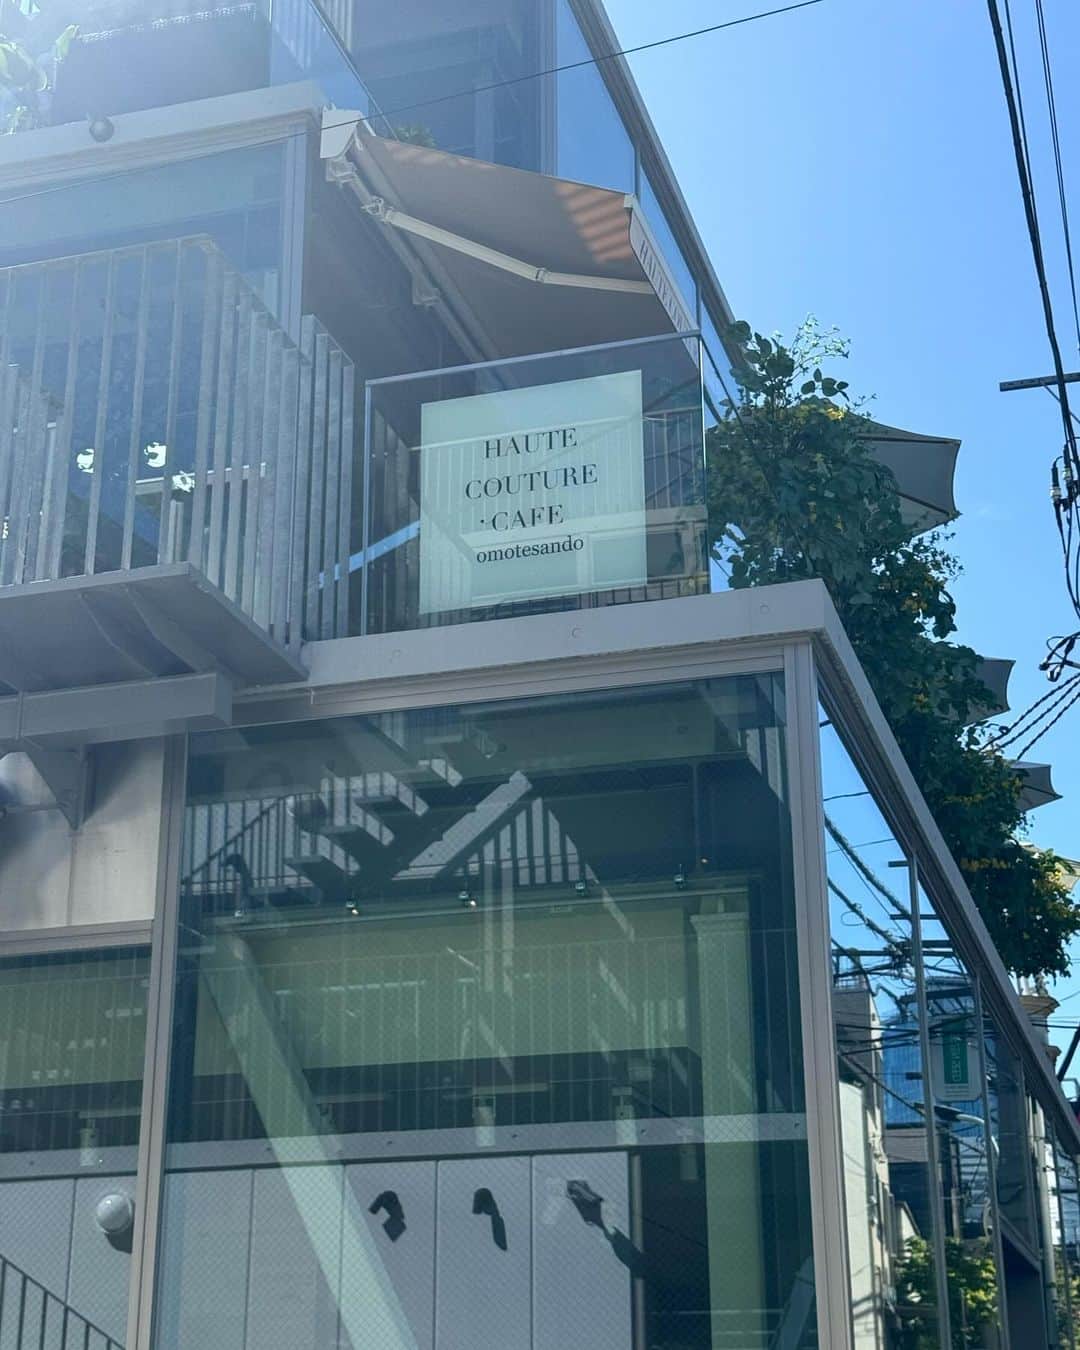 HAUTE
COUTURE
· CAFE
omotesando